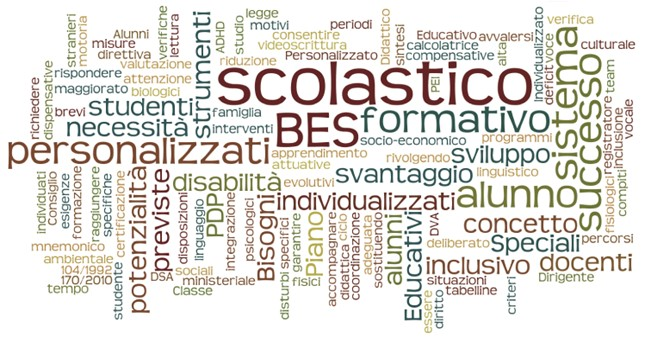 stranieri
motoria
Alunni
misure
direttiva
verifiche
lettura
ADHD
studio
legge
motivi
periodi
consentire
videoscrittura
Personalizzato
Didattico
sintesi
Educativo
avvalersi
calcolatrice
compensative
alta
Individualizzato
deficit
voce
verifica
culturale
valutazione
riduzione
strumenti
scolastico
PEI
sistema
successo
team
rispondere
attenzione
maggiorato
biologici
dispensative
richiedere
brevi
studenti
famiglia
necessità
interventi
BES
formativo
socio-economico
programmi
registratore
inclusione
vocale
personalizzati
apprendimento
attuative
rivolgendo
sviluppo
linguistico
compiti
fisiologici
individuati
Consiglio
esigenze
formazione
raggiungere
specifiche
certificazione
potenzialità
previste
disabilità
evolutivi
svantaggio
alunno
disposizioni
linguaggio
PDP
integrazione
psicologici
Bisogni
individualizzati
concetto
mnemonico
ambientale
104/1992
170/2010
tempo
studente
DSA
sociali
ministeriale
Classe
disturbi
specifici
garantire
fisici
Piano
accompagnare
didattica
ciclo
coordinazione
adeguata
sostituendo
alunni
Educativi
DVA
deliberato
Speciali
percorsi
inclusivo
docenti
situazioni
tabelline
essere
diritto
criteri
Dirigente